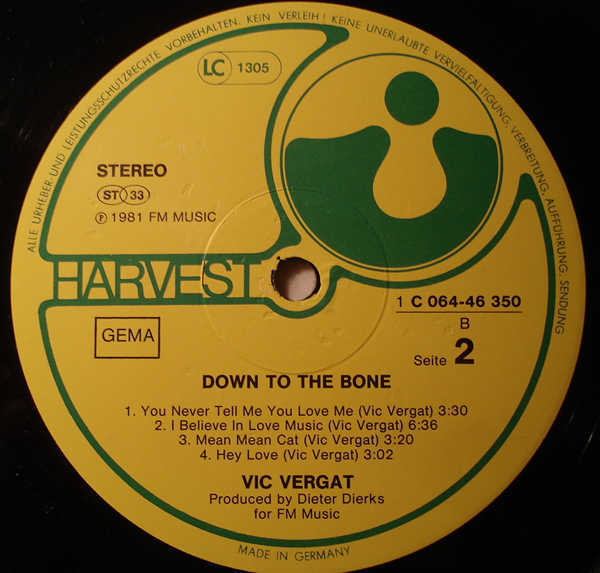 ALLE URHEBER-UND LEISTUNGSSCHUTZRECHTE VORBEHALTEN. KEIN VERLEIH! KEINE UNERLAUBTE VERVIELFÄLTIGUNG, VERBREITUNG, AUFFÜHRUNG, SENDUNG
LC 1305
STEREO
ST 33
℗ 1981 FM MUSIC
HARVEST
1 C 064-46 350
GEMA
B
Seite 2
DOWN TO THE BONE
1. You Never Tell Me You Love Me (Vic Vergat) 3:30
2. I Believe In Love Music (Vic Vergat) 6:36
3. Mean Mean Cat (Vic Vergat) 3:20
4. Hey Love (Vic Vergat) 3:02
VIC VERGAT
Produced by Dieter Dierks
for FM Music
MADE IN GERMANY